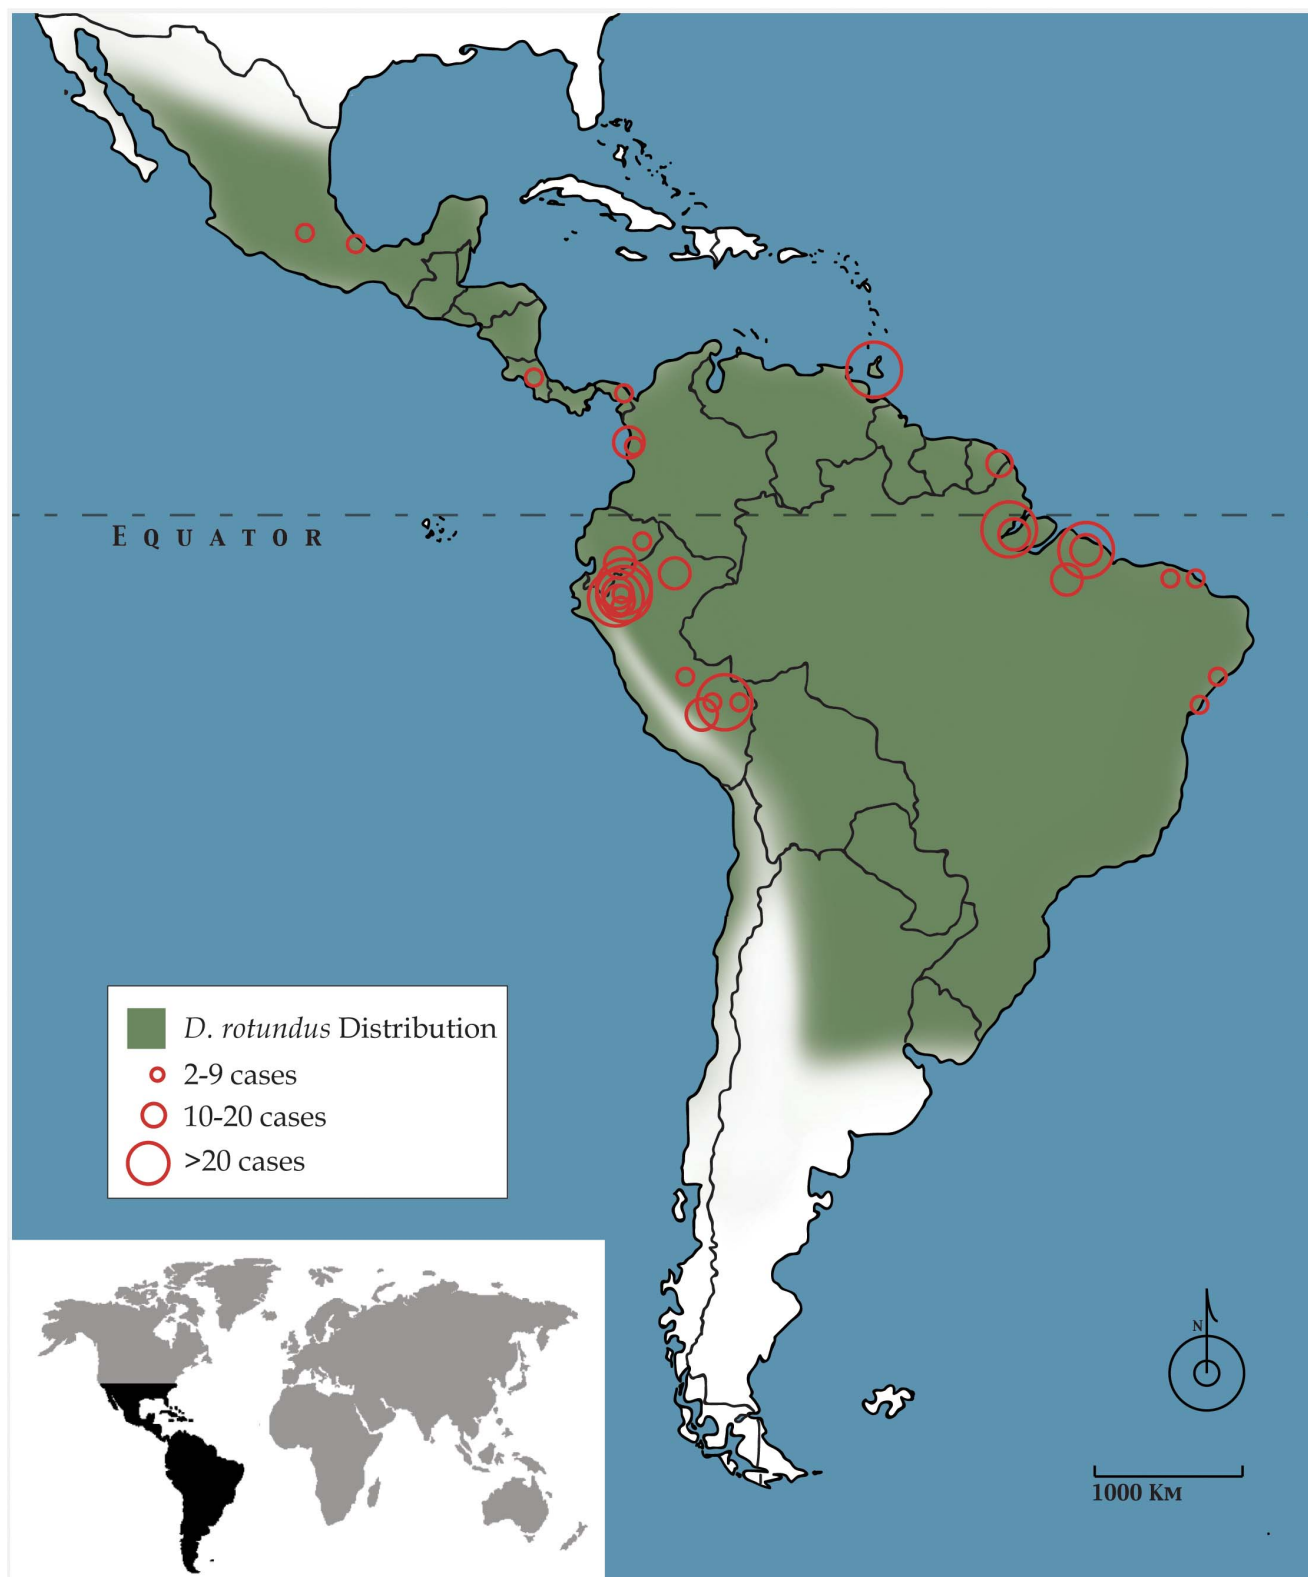 EQUATOR
D. rotundus Distribution
2-9 cases
10-20 cases
>20 cases
N
1000 KM